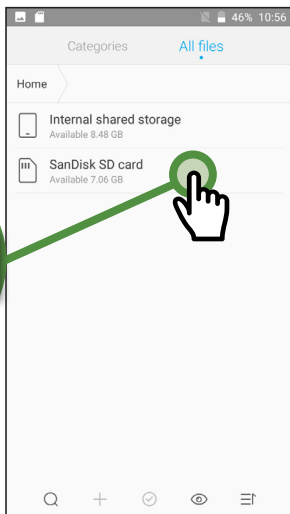 46% 10:56
Categories All files
Home
Internal shared storage
Available 8.48 GB
SanDisk SD card
Available 7.06 GB